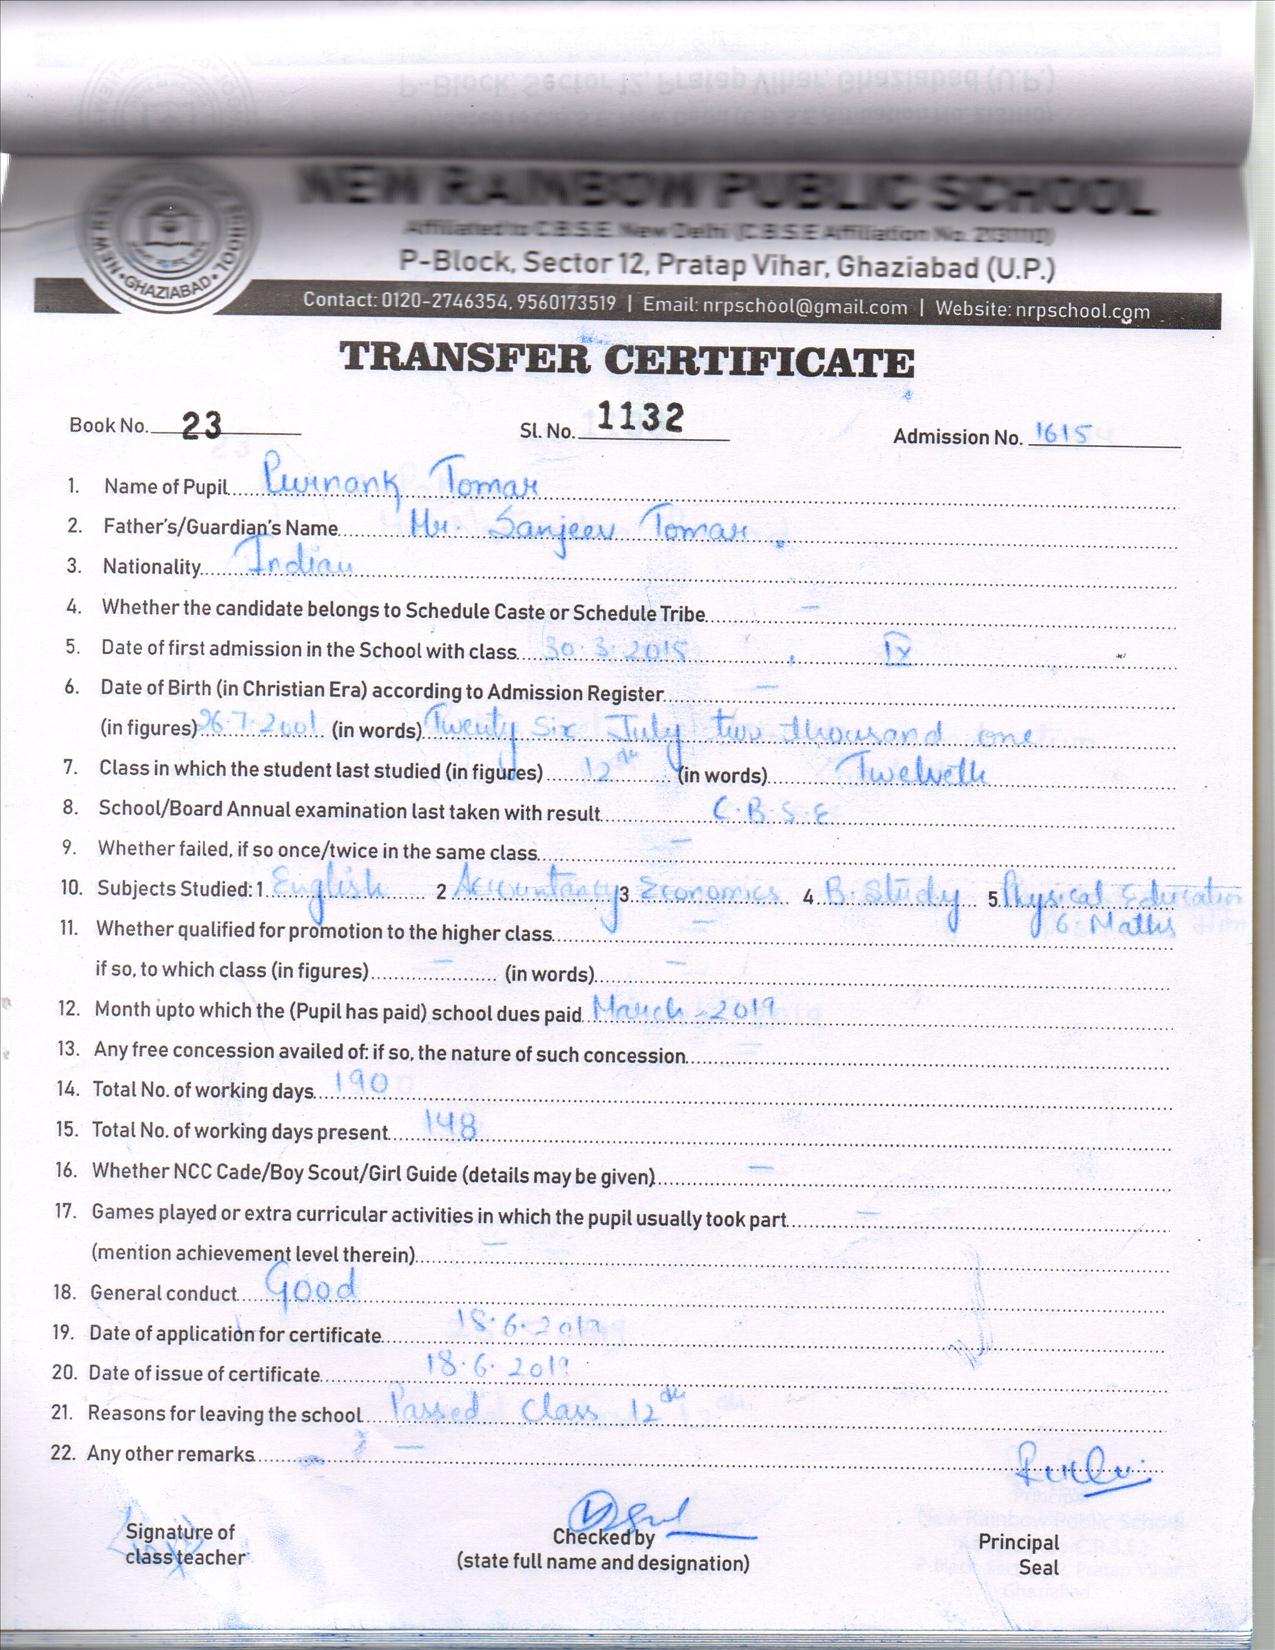 NEW RAINBOW PUBLIC SCHOOL
Affiliated to C.B.S.E. New Delhi (C.B.S.E Affiliation No. 2131110)
P-Block, Sector 12, Pratap Vihar, Ghaziabad (U.P.)
GHAZIABAD
Contact: 0120-2746354, 9560173519 | Email: nrpschool@gmail.com | Website: nrpschool.com
TRANSFER CERTIFICATE
Book No. 23 Sl. No. 1132 Admission No. 1615
1. Name of Pupil Purnank Tomar
2. Father's/Guardian's Name Mr. Sanjeev Tomar
3. Nationality Indian
4. Whether the candidate belongs to Schedule Caste or Schedule Tribe –
5. Date of first admission in the School with class 30.3.2015, IX
6. Date of Birth (in Christian Era) according to Admission Register –
(in figures) 26.7.2001 (in words) Twenty Six July two thousand one
7. Class in which the student last studied (in figures) 12th (in words) Twelveth
8. School/Board Annual examination last taken with result C.B.S.E
9. Whether failed, if so once/twice in the same class –
10. Subjects Studied: 1 English 2 Accountancy 3 Economics 4 B. Study 5. Physical Education
6. Maths
11. Whether qualified for promotion to the higher class –
if so, to which class (in figures) – (in words) –
12. Month upto which the (Pupil has paid) school dues paid March-2019
13. Any free concession availed of: if so, the nature of such concession –
14. Total No. of working days 190
15. Total No. of working days present 148
16. Whether NCC Cade/Boy Scout/Girl Guide (details may be given) –
17. Games played or extra curricular activities in which the pupil usually took part –
(mention achievement level therein) –
18. General conduct Good
19. Date of application for certificate 18.6.2019
20. Date of issue of certificate 18.6.2019
21. Reasons for leaving the school Passed Class 12th
22. Any other remarks –
Signature of
class teacher
Checked by
(state full name and designation)
Principal
Seal